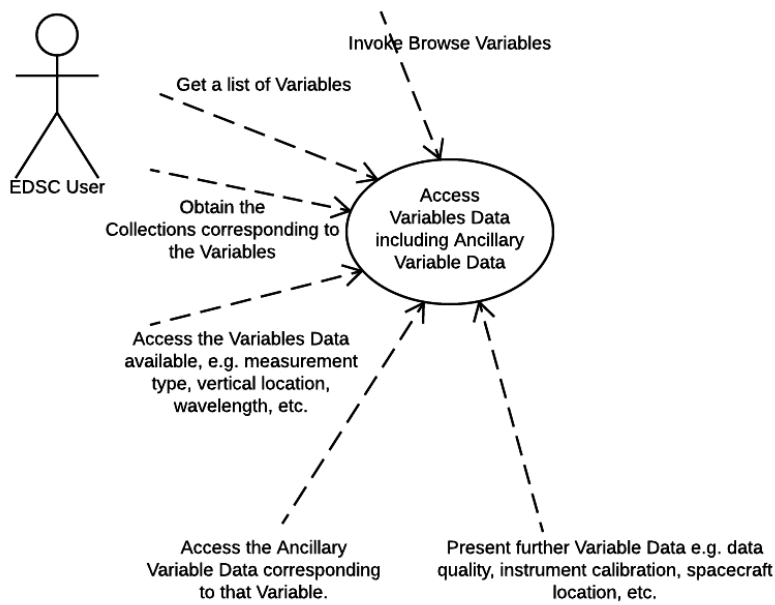 Invoke Browse Variables
Get a list of Variables
EDSC User
Access
Variables Data
including Ancillary
Variable Data
Obtain the
Collections corresponding to
the Variables
Access the Variables Data
available, e.g. measurement
type, vertical location,
wavelength, etc.
Access the Ancillary
Variable Data corresponding
to that Variable.
Present further Variable Data e.g. data
quality, instrument calibration, spacecraft
location, etc.